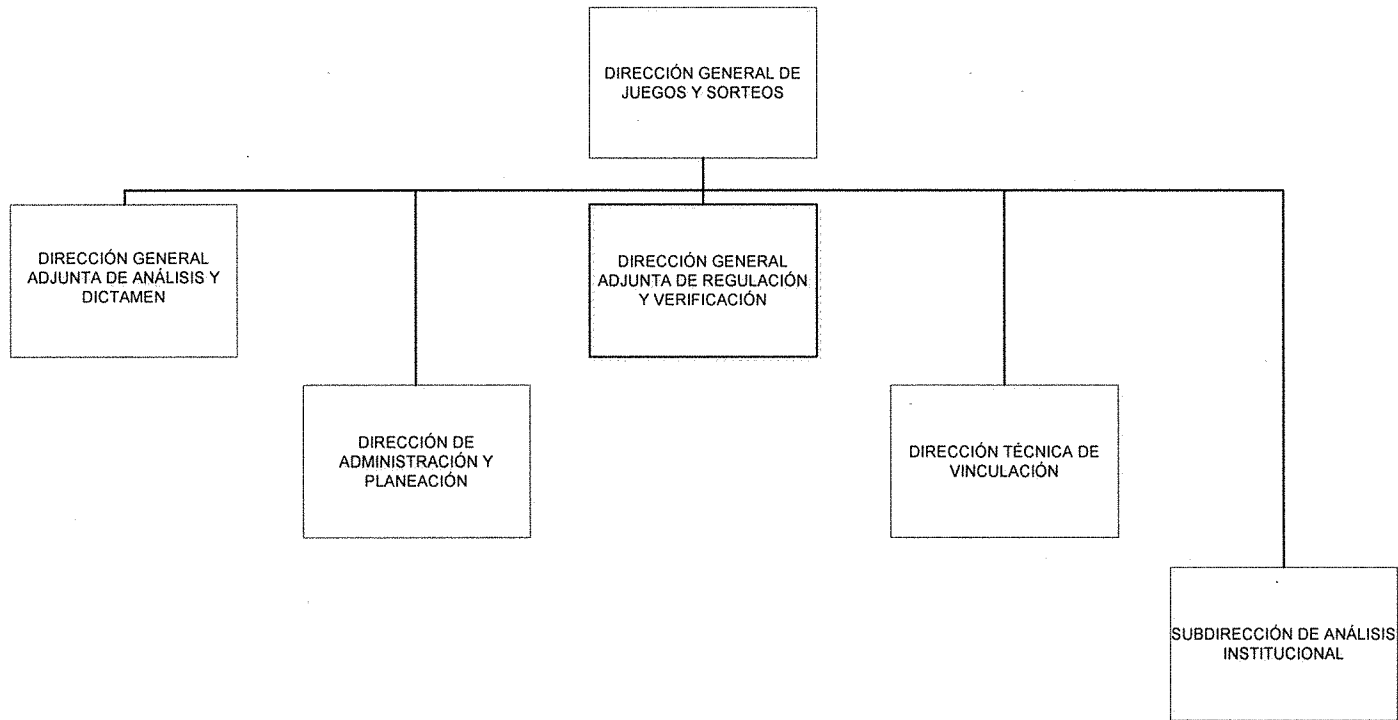 DIRECCIÓN GENERAL DE
JUEGOS Y SORTEOS
DIRECCIÓN GENERAL
ADJUNTA DE ANÁLISIS Y
DICTAMEN
DIRECCIÓN GENERAL
ADJUNTA DE REGULACIÓN
Y VERIFICACIÓN
DIRECCIÓN DE
ADMINISTRACIÓN Y
PLANEACIÓN
DIRECCIÓN TÉCNICA DE
VINCULACIÓN
SUBDIRECCIÓN DE ANÁLISIS
INSTITUCIONAL